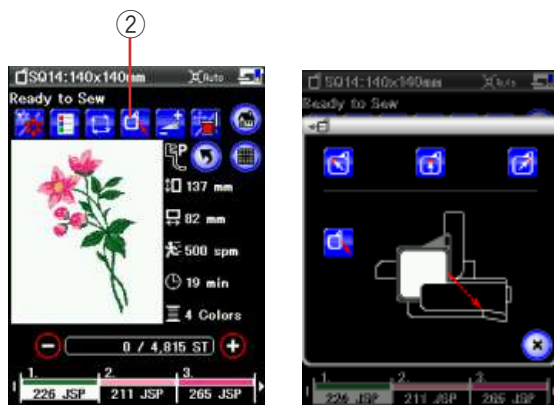 2
SQ14:140x140mm Auto
Ready to Sew
P
137 mm
82 mm
500 spm
19 min
4 Colors
0 / 4,815 ST
1. 2. 3.
226 JSP 211 JSP 265 JSP
SQ14:140x140mm Auto
Ready to Sew
1. 2. 3.
226 JSP 211 JSP 265 JSP